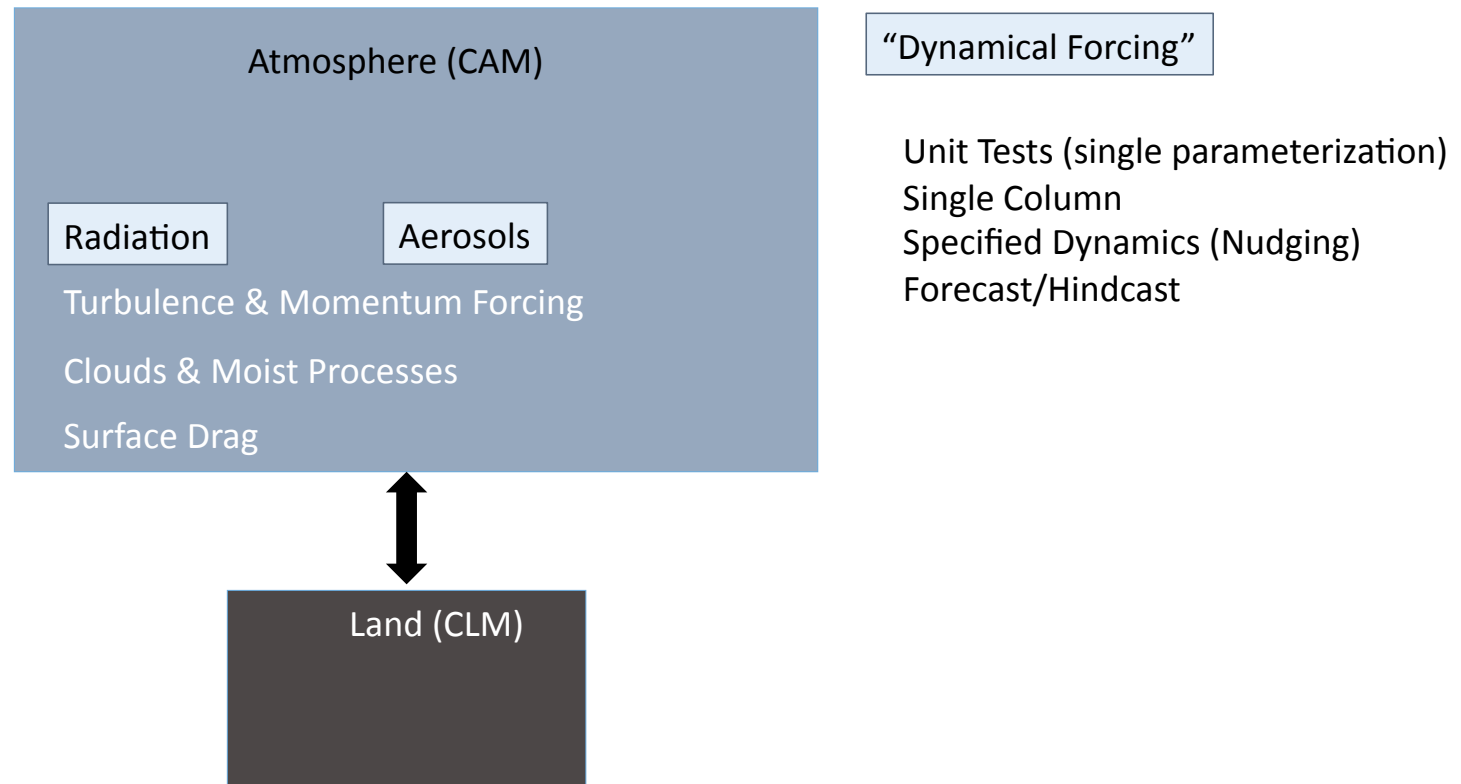 Atmosphere (CAM)
Radiation
Aerosols
Turbulence & Momentum Forcing
Clouds & Moist Processes
Surface Drag
Land (CLM)
“Dynamical Forcing”
Unit Tests (single parameterization)
Single Column
Specified Dynamics (Nudging)
Forecast/Hindcast